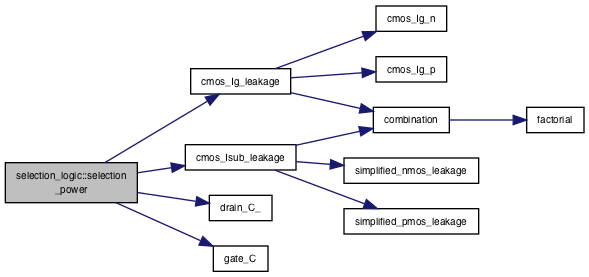 selection_logic::selection
_power
cmos_Ig_leakage
cmos_Isub_leakage
drain_C_
gate_C
cmos_Ig_n
cmos_Ig_p
combination
simplified_nmos_leakage
simplified_pmos_leakage
factorial